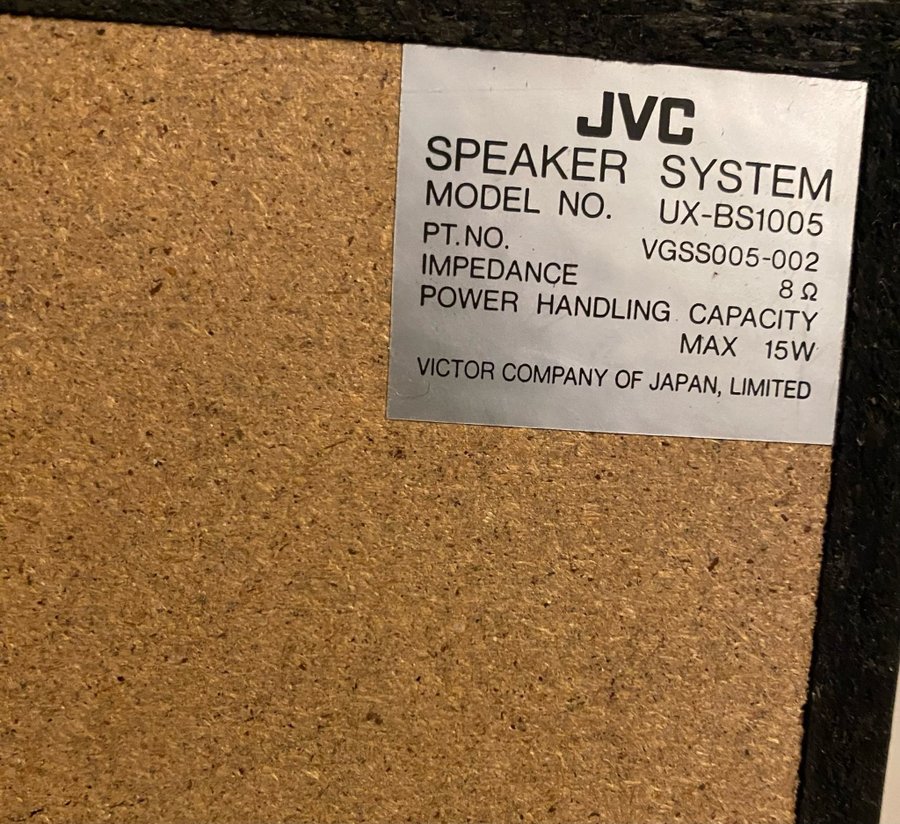 JVC
SPEAKER SYSTEM
MODEL NO. UX-BS1005
PT.NO. VGSS005-002
IMPEDANCE 8 Ω
POWER HANDLING CAPACITY
MAX 15W
VICTOR COMPANY OF JAPAN, LIMITED